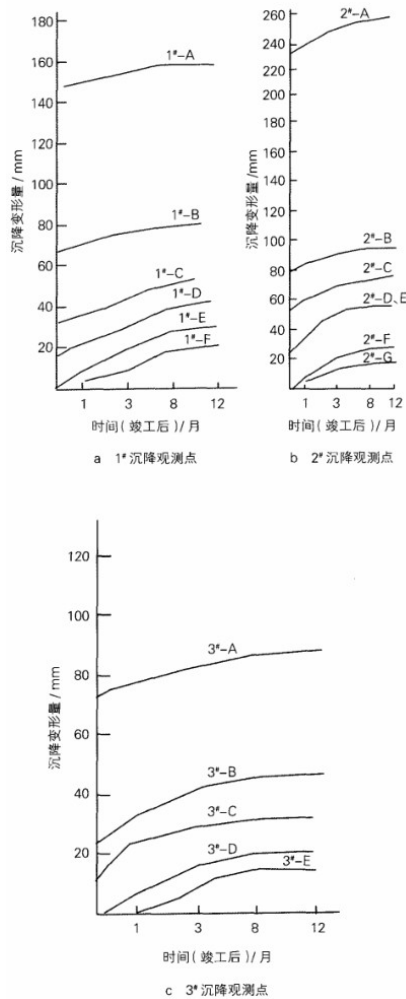 沉降变形量/mm
180
160
140
120
100
80
60
40
20
1#-A
1#-B
1#-C
1#-D
1#-E
1#-F
1 3 8 12
时间(竣工后)/月
a 1#沉降观测点
沉降变形量/mm
260
240
220
200
180
160
140
120
100
80
60
40
20
2#-A
2#-B
2#-C
2#-D、E
2#-F
2#-G
1 3 8 12
时间(竣工后)/月
b 2#沉降观测点
沉降变形量/mm
120
100
80
60
40
20
3#-A
3#-B
3#-C
3#-D
3#-E
1 3 8 12
时间(竣工后)/月
c 3#沉降观测点